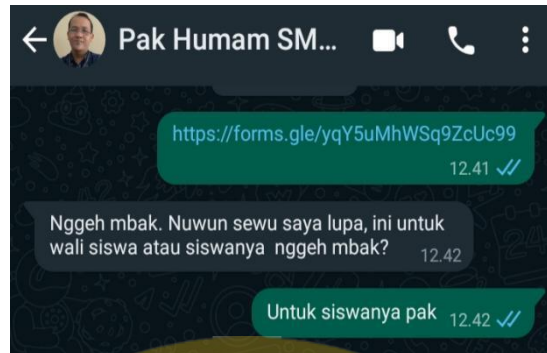 Pak Humam SM...
https://forms.gle/yqY5uMhWSq9ZcUc99
12.41
Nggeh mbak. Nuwun sewu saya lupa, ini untuk
wali siswa atau siswanya nggeh mbak?
12.42
Untuk siswanya pak
12.42